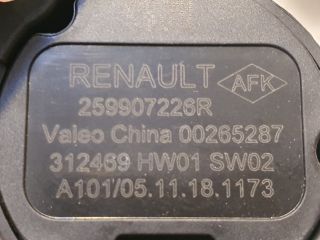 RENAULT AFK
259907226R
Valeo China 00265287
312469 HW01 SW02
A101/05.11.18.1173